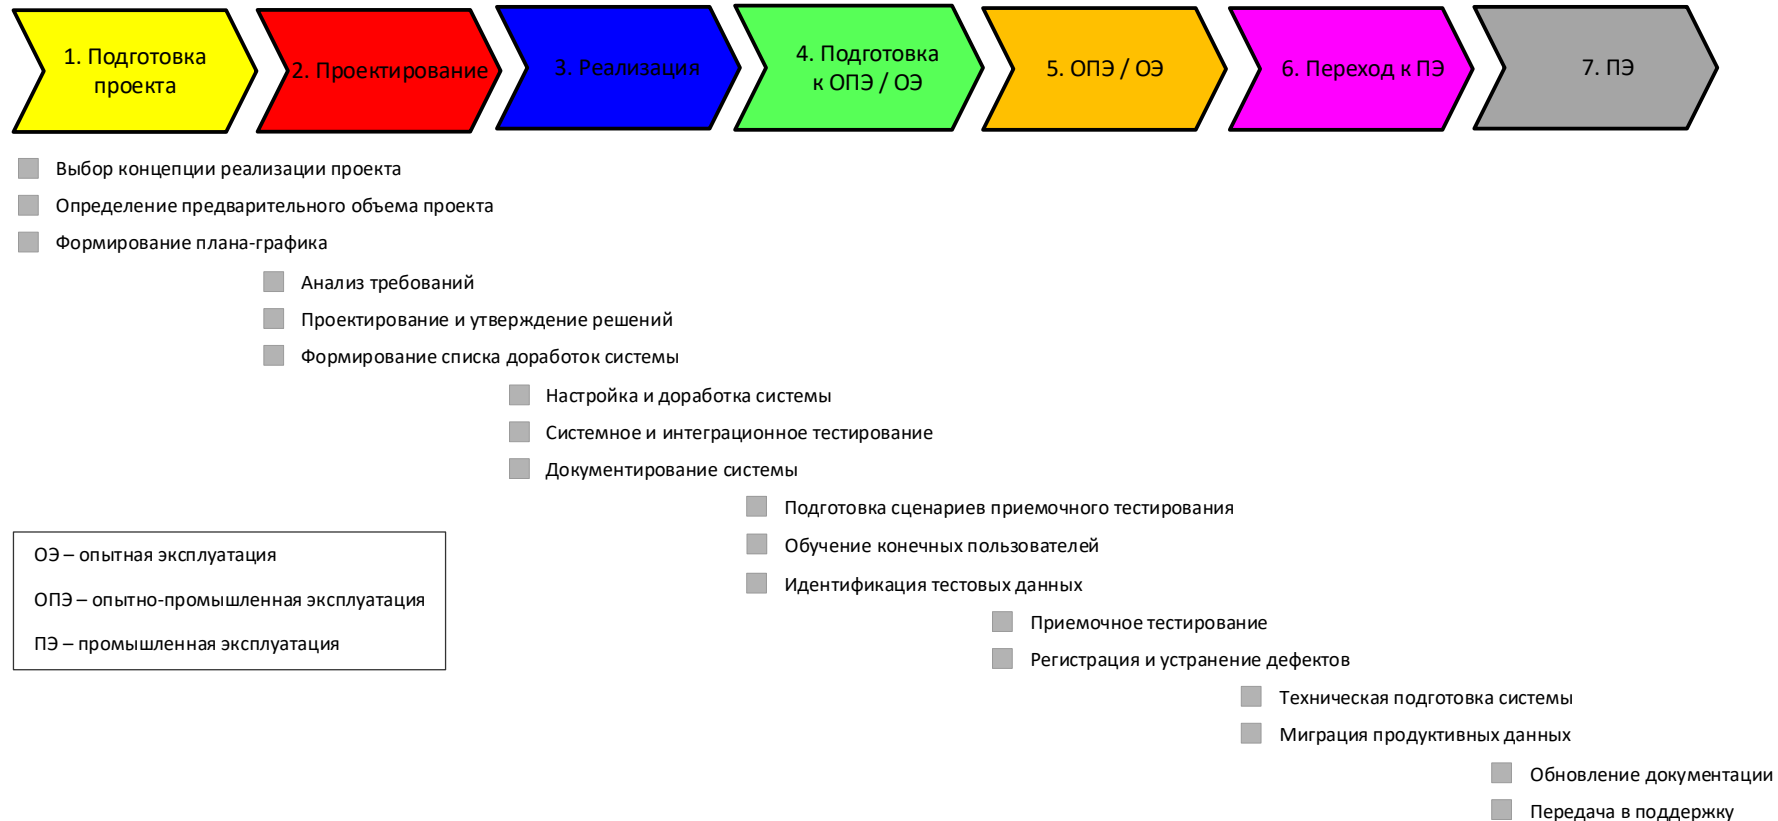 1. Подготовка
проекта
2. Проектирование
3. Реализация
4. Подготовка
к ОПЭ / ОЭ
5. ОПЭ / ОЭ
6. Переход к ПЭ
7. ПЭ
Выбор концепции реализации проекта
Определение предварительного объема проекта
Формирование плана-графика
Анализ требований
Проектирование и утверждение решений
Формирование списка доработок системы
Настройка и доработка системы
Системное и интеграционное тестирование
Документирование системы
Подготовка сценариев приемочного тестирования
Обучение конечных пользователей
Идентификация тестовых данных
ОЭ – опытная эксплуатация
ОПЭ – опытно-промышленная эксплуатация
ПЭ – промышленная эксплуатация
Приемочное тестирование
Регистрация и устранение дефектов
Техническая подготовка системы
Миграция продуктивных данных
Обновление документации
Передача в поддержку